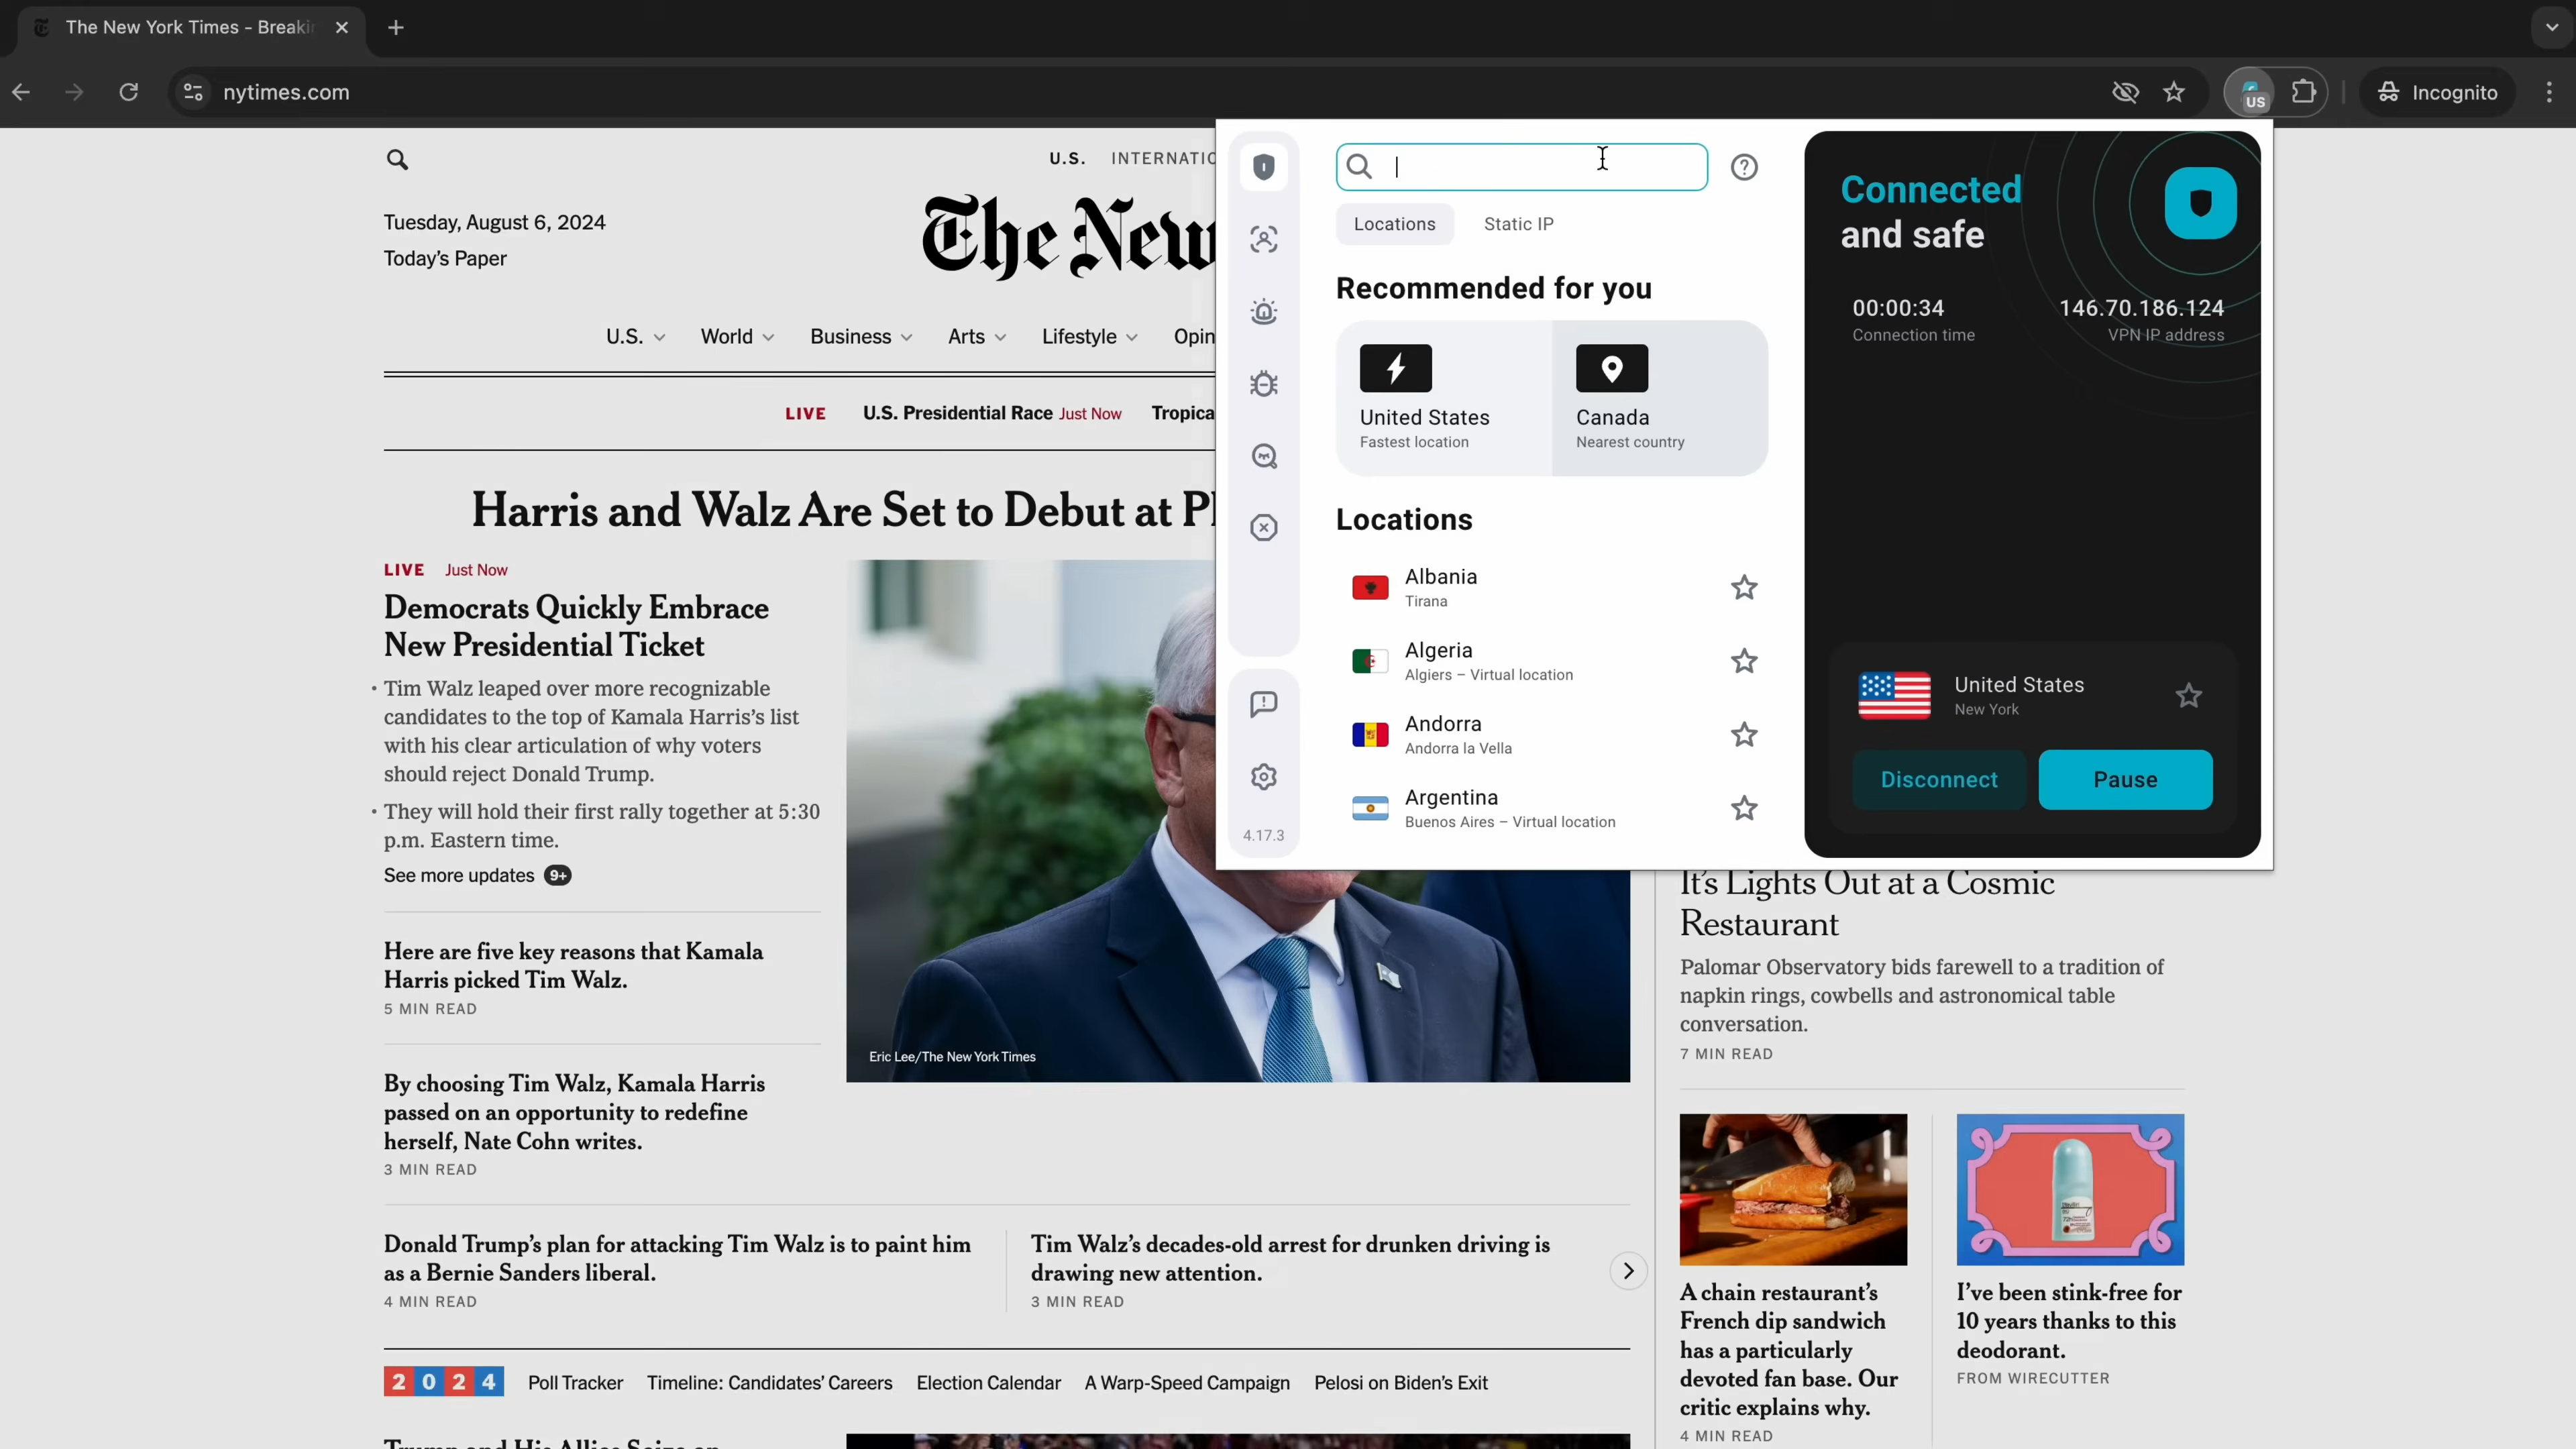 The New York Times - Breaki
nytimes.com
US
Incognito
U.S. INTERNATIO
Tuesday, August 6, 2024
Today's Paper
The New
U.S. World Business Arts Lifestyle Opin
LIVE U.S. Presidential Race Just Now Tropica
Harris and Walz Are Set to Debut at Pl
LIVE Just Now
Democrats Quickly Embrace
New Presidential Ticket
• Tim Walz leaped over more recognizable
candidates to the top of Kamala Harris's list
with his clear articulation of why voters
should reject Donald Trump.
• They will hold their first rally together at 5:30
p.m. Eastern time.
See more updates 9+
Here are five key reasons that Kamala
Harris picked Tim Walz.
5 MIN READ
By choosing Tim Walz, Kamala Harris
passed on an opportunity to redefine
herself, Nate Cohn writes.
3 MIN READ
Eric Lee/The New York Times
Donald Trump's plan for attacking Tim Walz is to paint him
as a Bernie Sanders liberal.
4 MIN READ
Tim Walz's decades-old arrest for drunken driving is
drawing new attention.
3 MIN READ
2024 Poll Tracker Timeline: Candidates' Careers Election Calendar A Warp-Speed Campaign Pelosi on Biden's Exit
Trump and His Allies Seize on
Locations Static IP
Recommended for you
United States
Fastest location
Canada
Nearest country
Locations
Albania
Tirana
Algeria
Algiers – Virtual location
Andorra
Andorra la Vella
Argentina
Buenos Aires – Virtual location
4.17.3
Connected
and safe
00:00:34
Connection time
146.70.186.124
VPN IP address
United States
New York
Disconnect Pause
It's Lights Out at a Cosmic
Restaurant
Palomar Observatory bids farewell to a tradition of
napkin rings, cowbells and astronomical table
conversation.
7 MIN READ
A chain restaurant's
French dip sandwich
has a particularly
devoted fan base. Our
critic explains why.
4 MIN READ
I've been stink-free for
10 years thanks to this
deodorant.
FROM WIRECUTTER